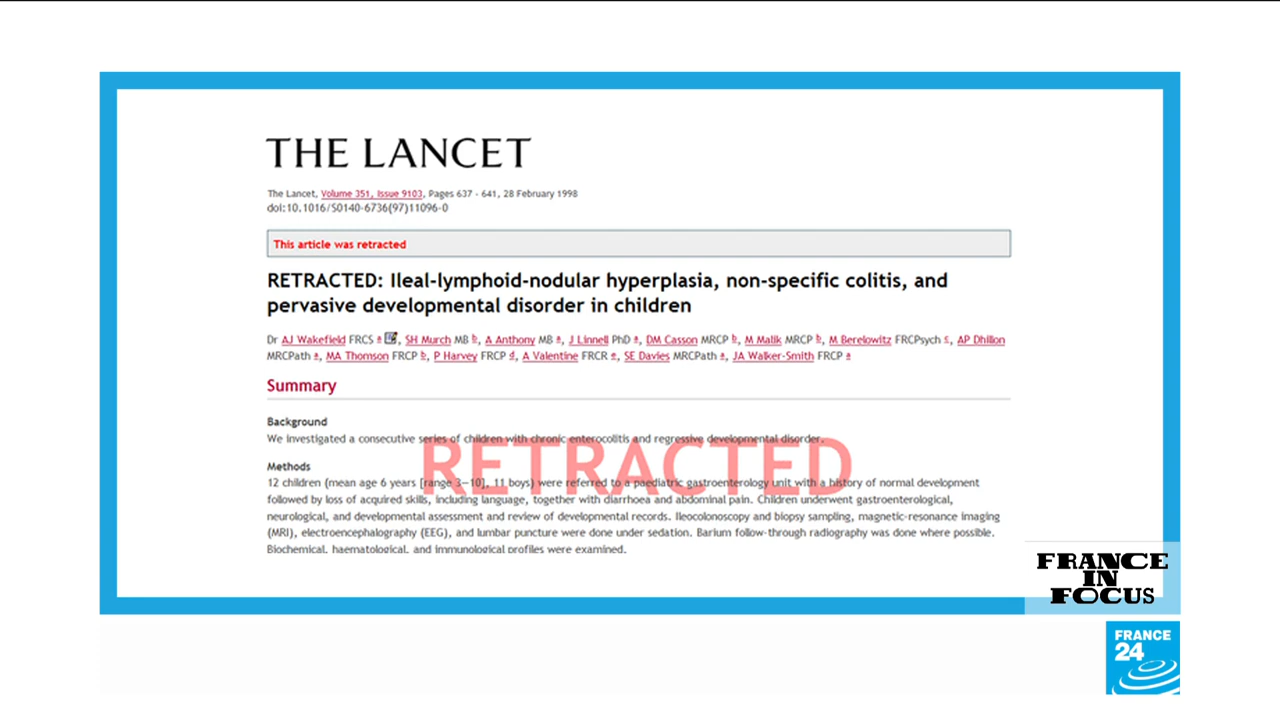 THE LANCET
The Lancet, Volume 351, Issue 9103, Pages 637 - 641, 28 February 1998
doi:10.1016/S0140-6736(97)11096-0
This article was retracted
RETRACTED: Ileal-lymphoid-nodular hyperplasia, non-specific colitis, and
pervasive developmental disorder in children
Dr AJ Wakefield FRCS a, SH Murch MB b, A Anthony MB a, J Linnell PhD a, DM Casson MRCP b, M Malik MRCP b, M Berelowitz FRCPsych c, AP Dhillon
MRCPath a, MA Thomson FRCP b, P Harvey FRCP d, A Valentine FRCR e, SE Davies MRCPath a, JA Walker-Smith FRCP a
Summary
Background
We investigated a consecutive series of children with chronic enterocolitis and regressive developmental disorder.
RETRACTED
Methods
12 children (mean age 6 years [range 3–10], 11 boys) were referred to a paediatric gastroenterology unit with a history of normal development
followed by loss of acquired skills, including language, together with diarrhoea and abdominal pain. Children underwent gastroenterological,
neurological, and developmental assessment and review of developmental records. Ileocolonoscopy and biopsy sampling, magnetic-resonance imaging
(MRI), electroencephalography (EEG), and lumbar puncture were done under sedation. Barium follow-through radiography was done where possible.
Biochemical, haematological, and immunological profiles were examined.
FRANCE
IN
FOCUS
FRANCE
24